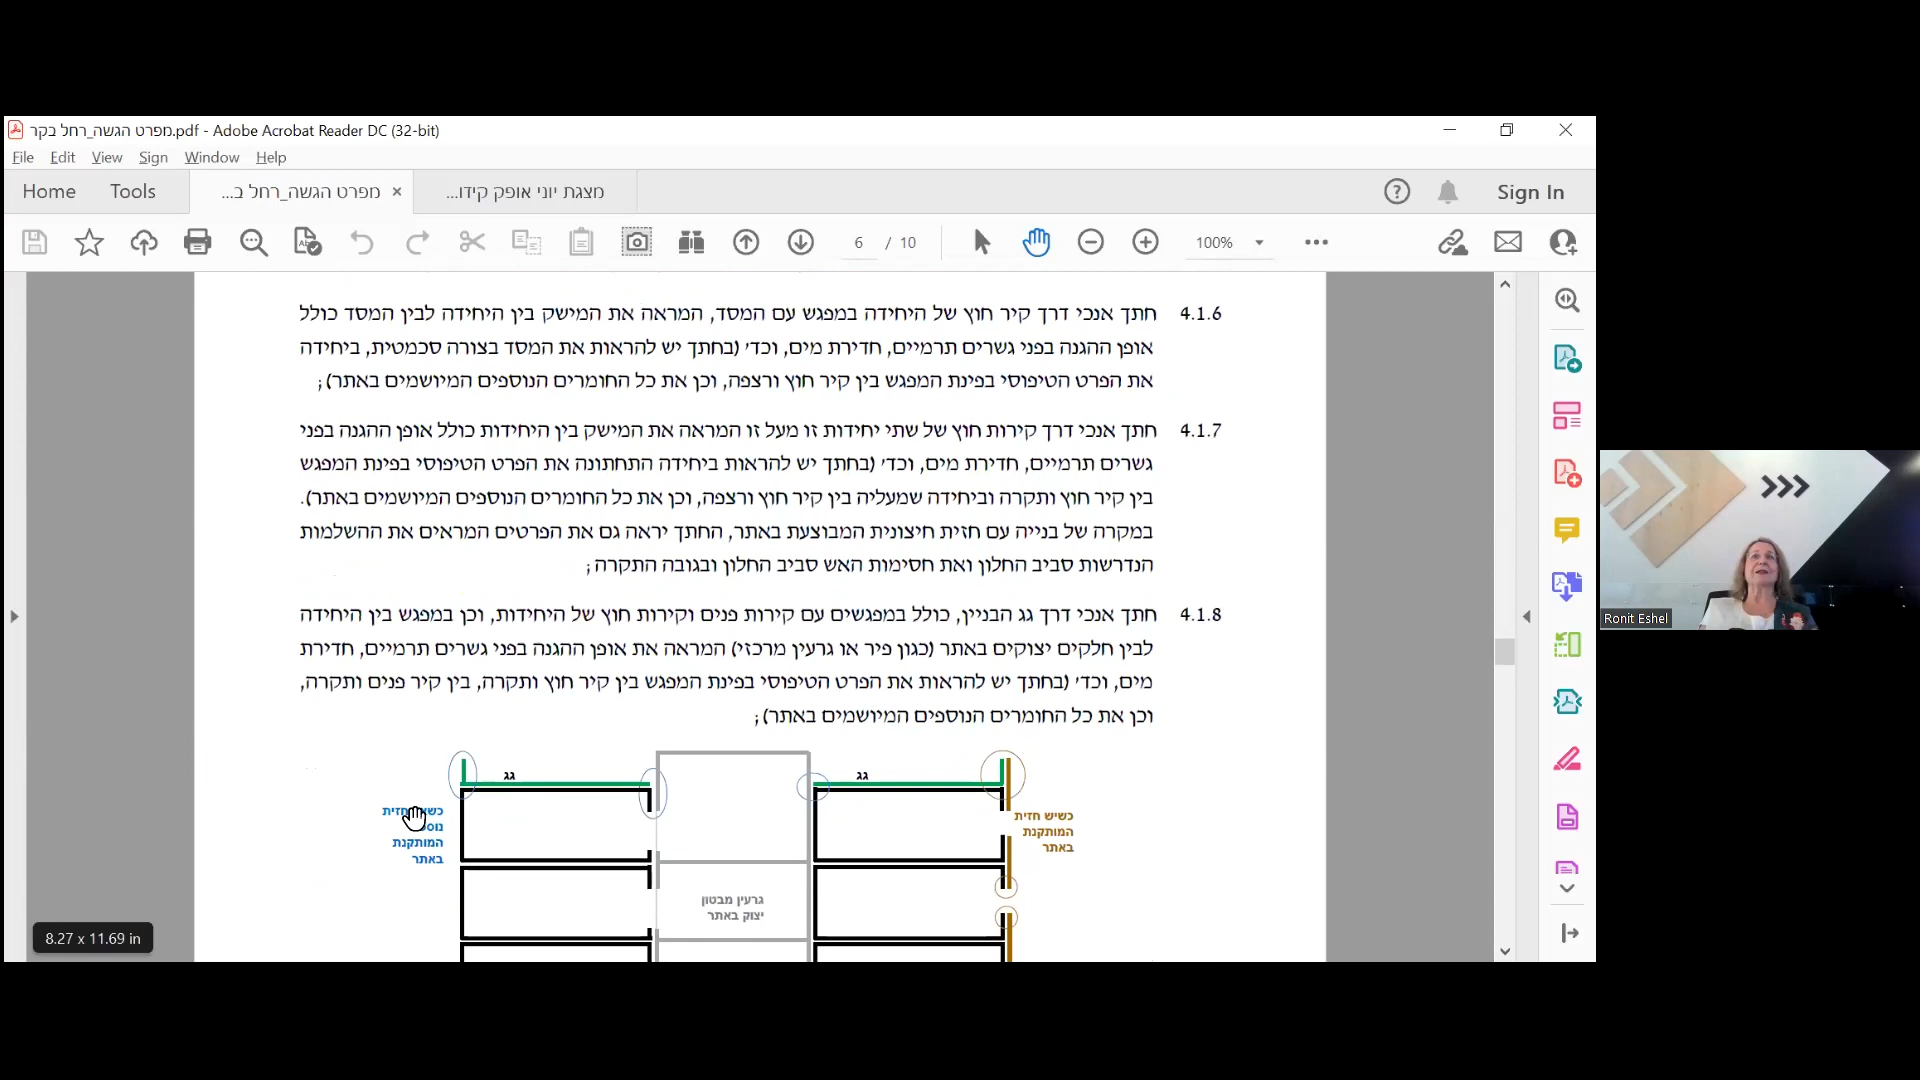 מפרט הגשה_רחל בקר.pdf - Adobe Acrobat Reader DC (32-bit)
File Edit View Sign Window Help
Home Tools מפרט הגשה_רחל ב... מצגת יוני אופק קידו... Sign In
6 / 10 100%
4.1.6 חתך אנכי דרך קיר חוץ של היחידה במפגש עם המסד, המראה את המישק בין היחידה לבין המסד כולל
אופן ההגנה בפני גשרים תרמיים, חדירת מים, וכד' (בחתך יש להראות את המסד בצורה סכמטית, ביחידה
את הפרט הטיפוסי בפינת המפגש בין קיר חוץ ורצפה, וכן את כל החומרים הנוספים המיושמים באתר);
4.1.7 חתך אנכי דרך קירות חוץ של שתי יחידות זו מעל זו המראה את המישק בין היחידות כולל אופן ההגנה בפני
גשרים תרמיים, חדירת מים, וכד' (בחתך יש להראות ביחידה התחתונה את הפרט הטיפוסי בפינת המפגש
בין קיר חוץ ותקרה וביחידה שמעליה בין קיר חוץ ורצפה, וכן את כל החומרים הנוספים המיושמים באתר).
במקרה של בנייה עם חזית חיצונית המבוצעת באתר, החתך יראה גם את הפרטים המראים את ההשלמות
הנדרשות סביב החלון ואת חסימות האש סביב החלון ובגובה התקרה;
4.1.8 חתך אנכי דרך גג הבניין, כולל במפגשים עם קירות פנים וקירות חוץ של היחידות, וכן במפגש בין היחידה
לבין חלקים יצוקים באתר (כגון פיר או גרעין מרכזי) המראה את אופן ההגנה בפני גשרים תרמיים, חדירת
מים, וכד' (בחתך יש להראות את הפרט הטיפוסי בפינת המפגש בין קיר חוץ ותקרה, בין קיר פנים ותקרה,
וכן את כל החומרים הנוספים המיושמים באתר);
גג
גג
כשיש חזית
המותקנת
באתר
חזית
המותקנת
באתר
גרעין מבטון
יצוק באתר
8.27 x 11.69 in
Ronit Eshel